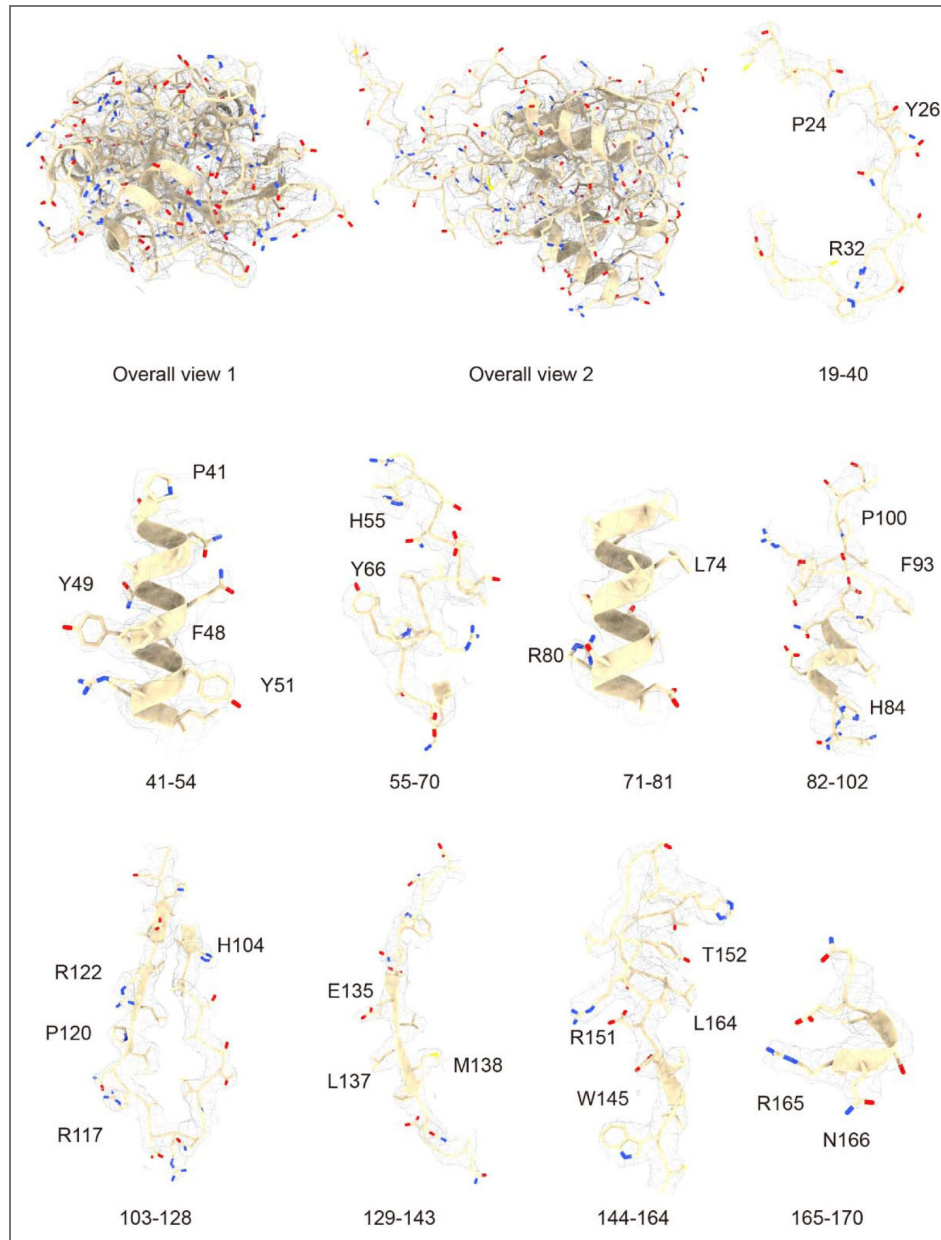 P24
Y26
R32
Overall view 1
Overall view 2
19-40
P41
Y49
F48
Y51
41-54
H55
Y66
55-70
L74
R80
71-81
P100
F93
H84
82-102
H104
R122
P120
R117
103-128
E135
L137
M138
129-143
T152
L164
R151
W145
144-164
R165
N166
165-170